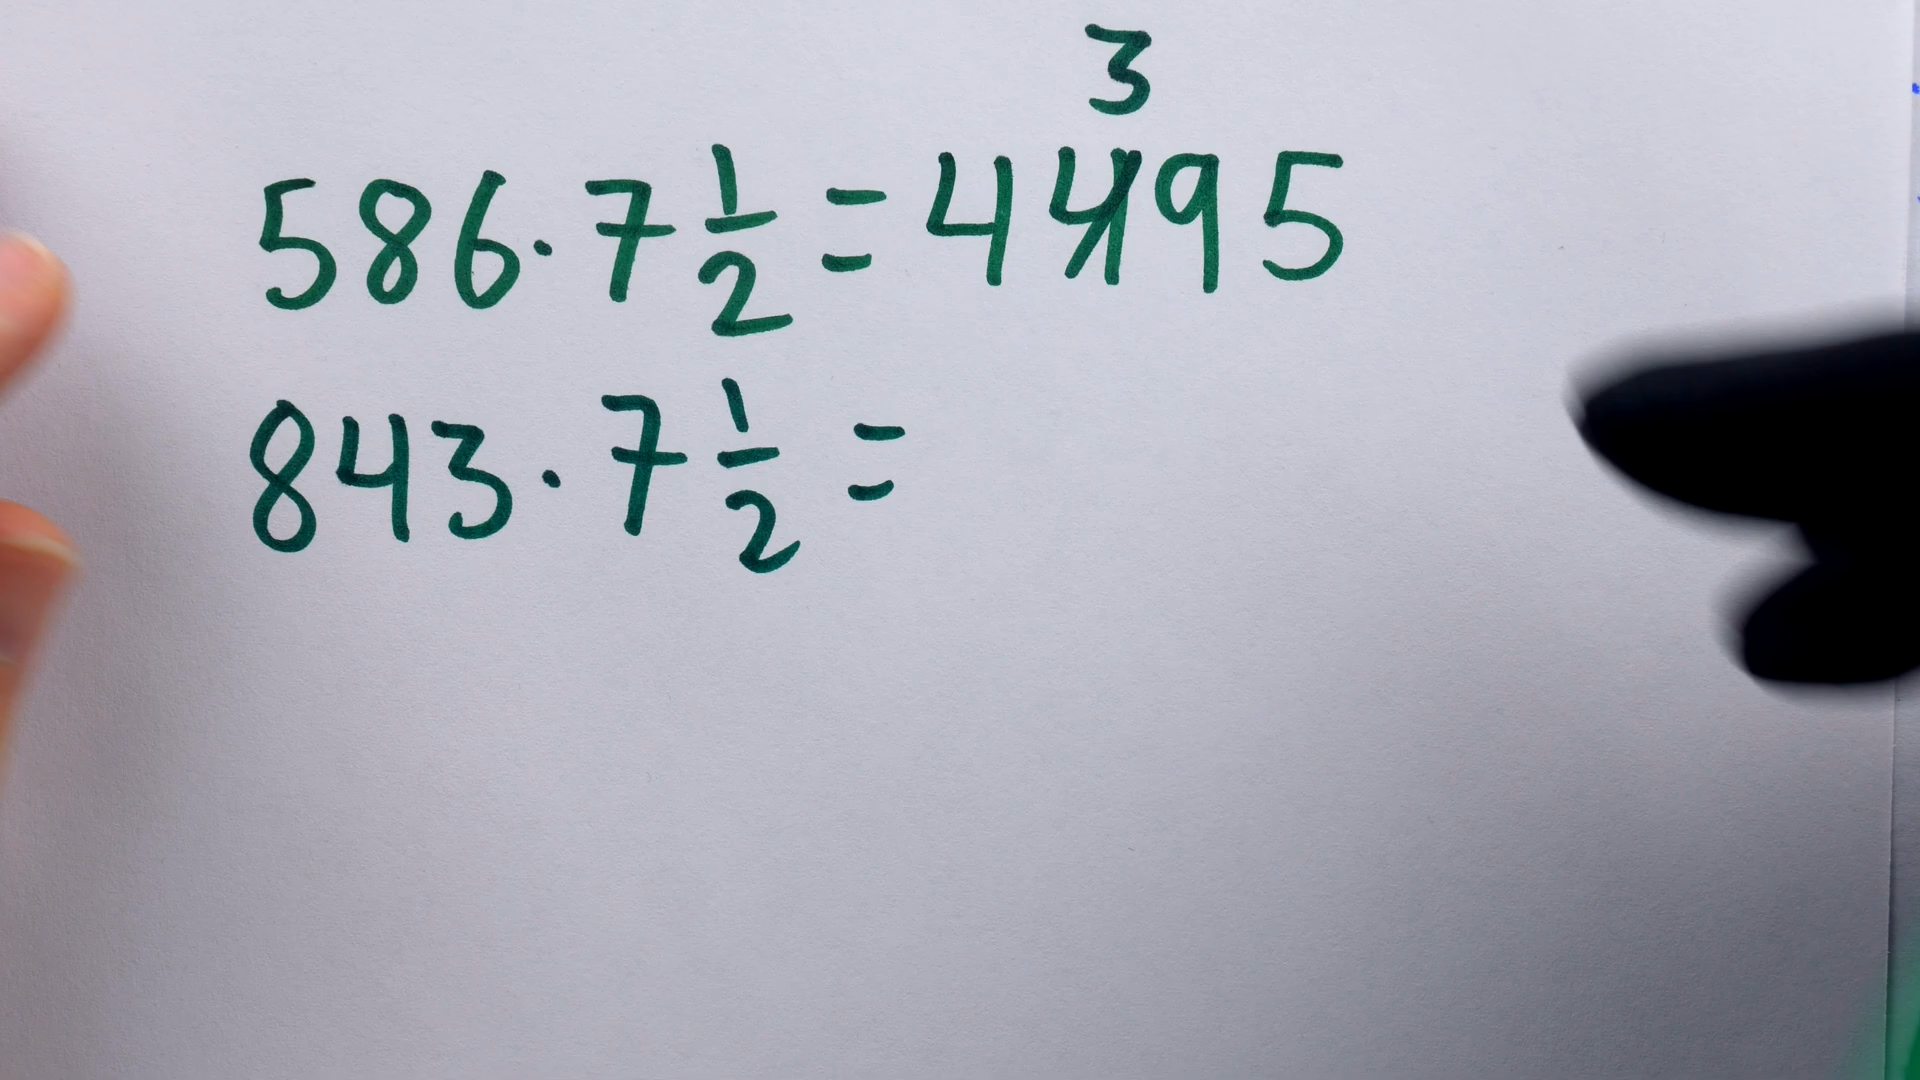 3
586·7 1/2 = 4495
843·7 1/2 =